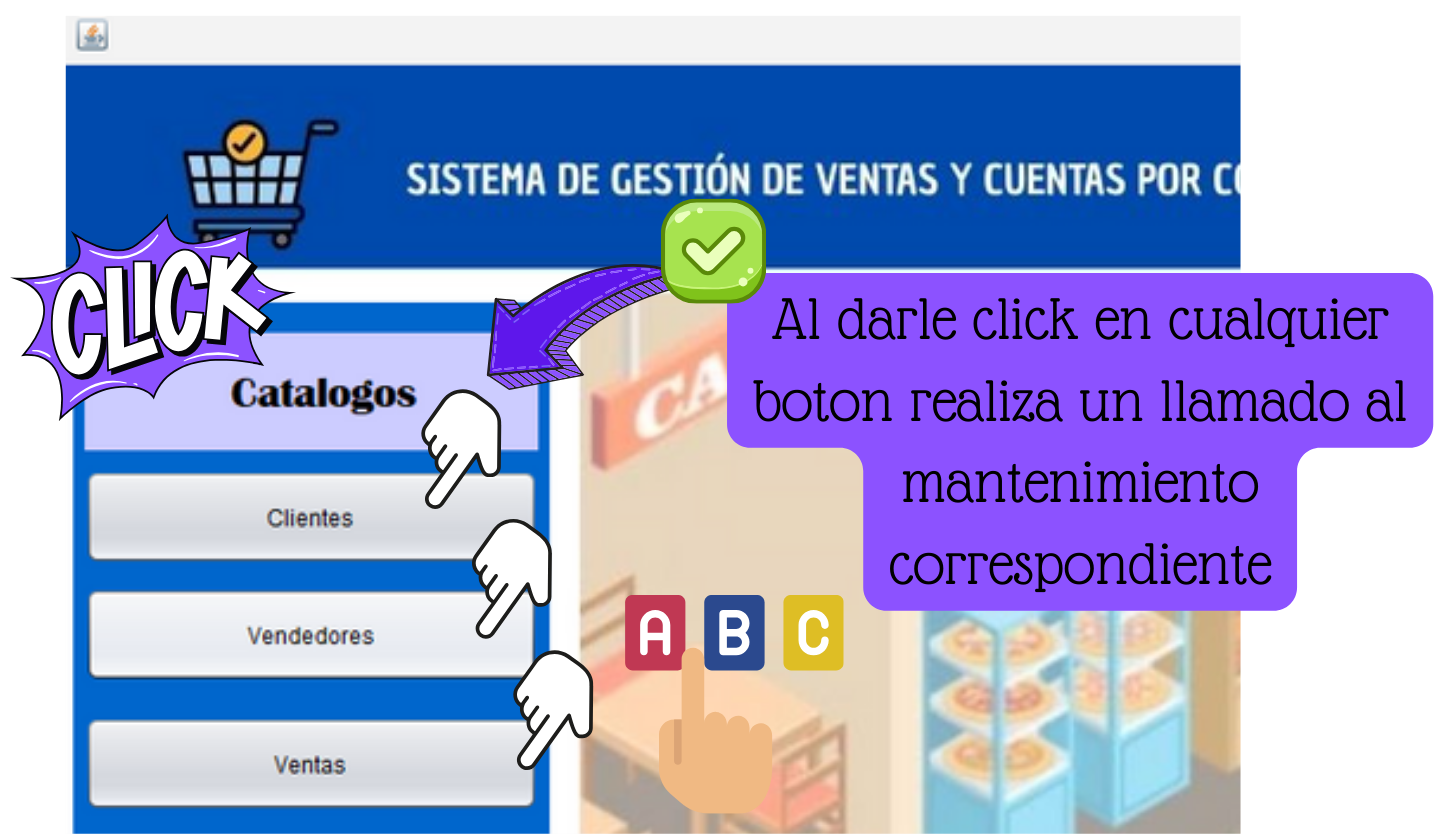 SISTEMA DE GESTIÓN DE VENTAS Y CUENTAS POR
CLICK
Al darle click en cualquier
boton realiza un llamado al
mantenimiento
correspondiente
Catalogos
CA
Clientes
Vendedores
A B C
Ventas